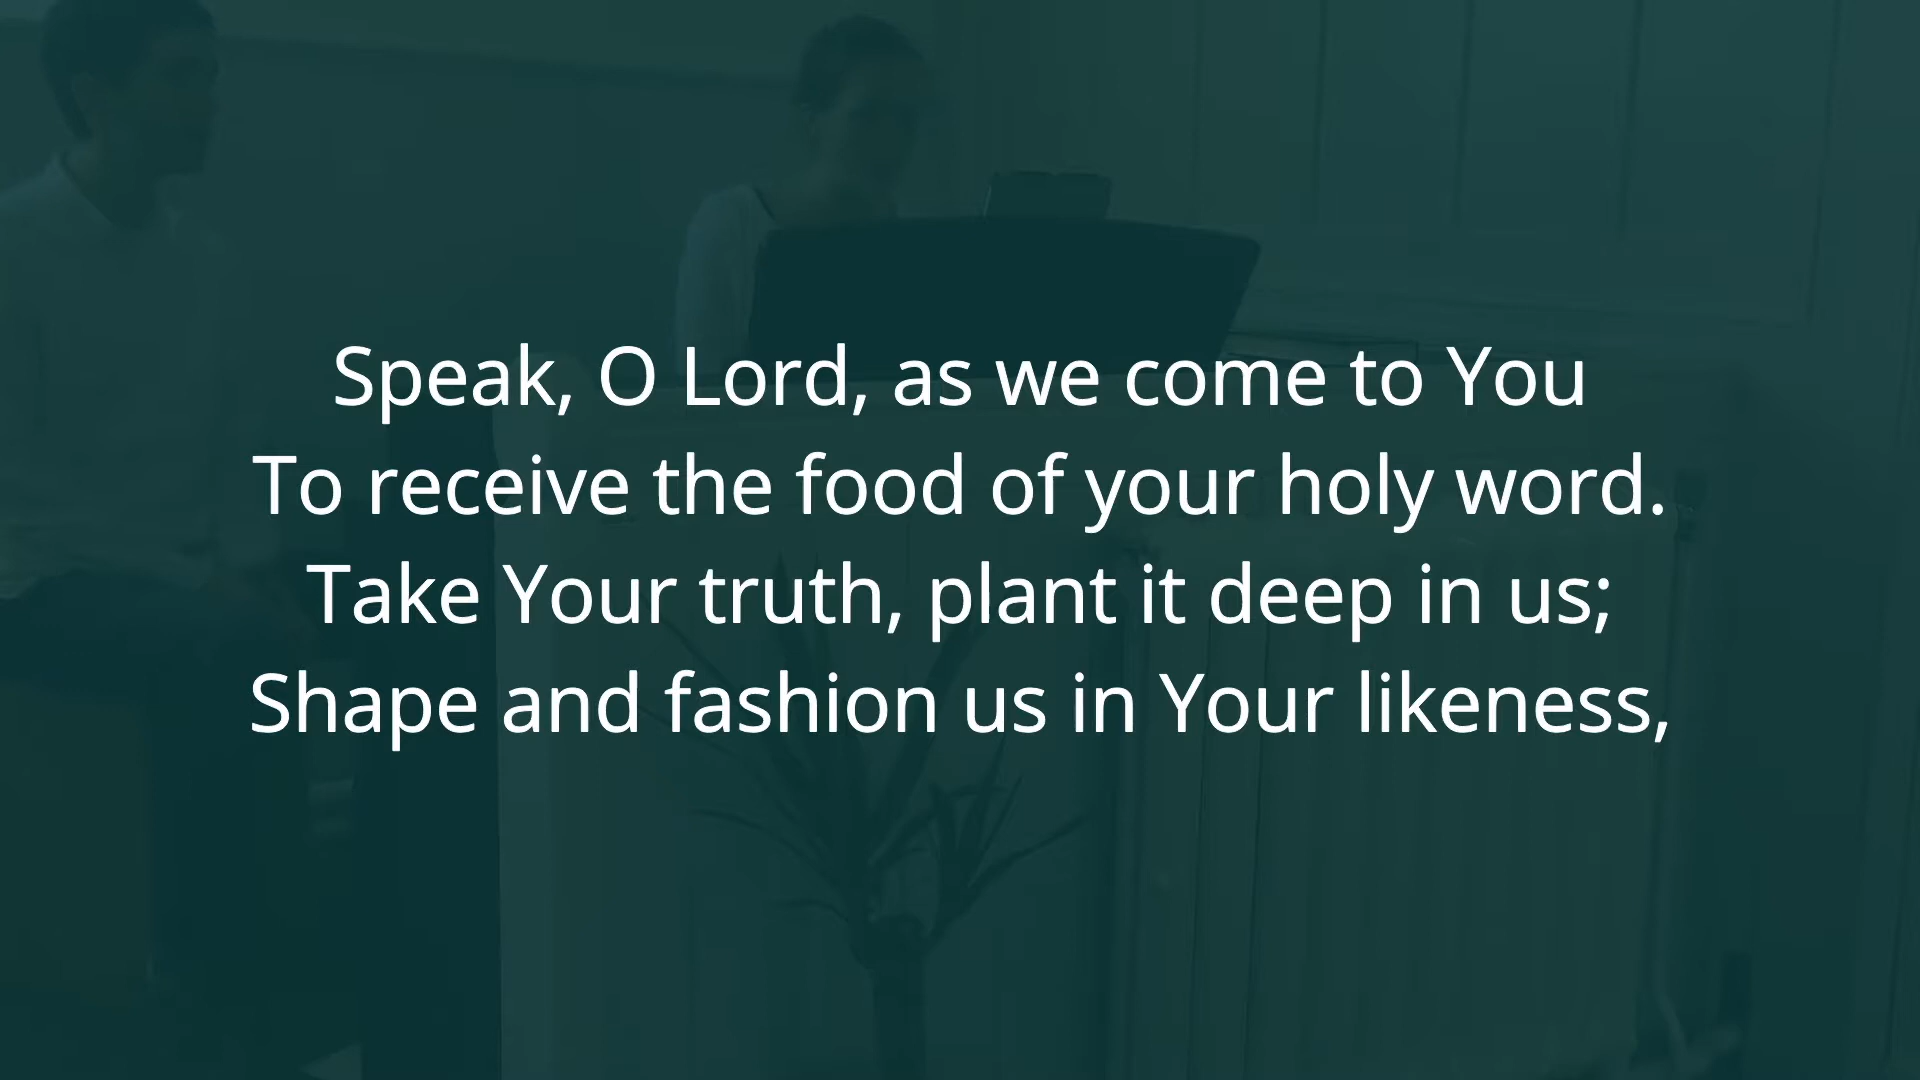 Speak, O Lord, as we come to You
To receive the food of your holy word.
Take Your truth, plant it deep in us;
Shape and fashion us in Your likeness,